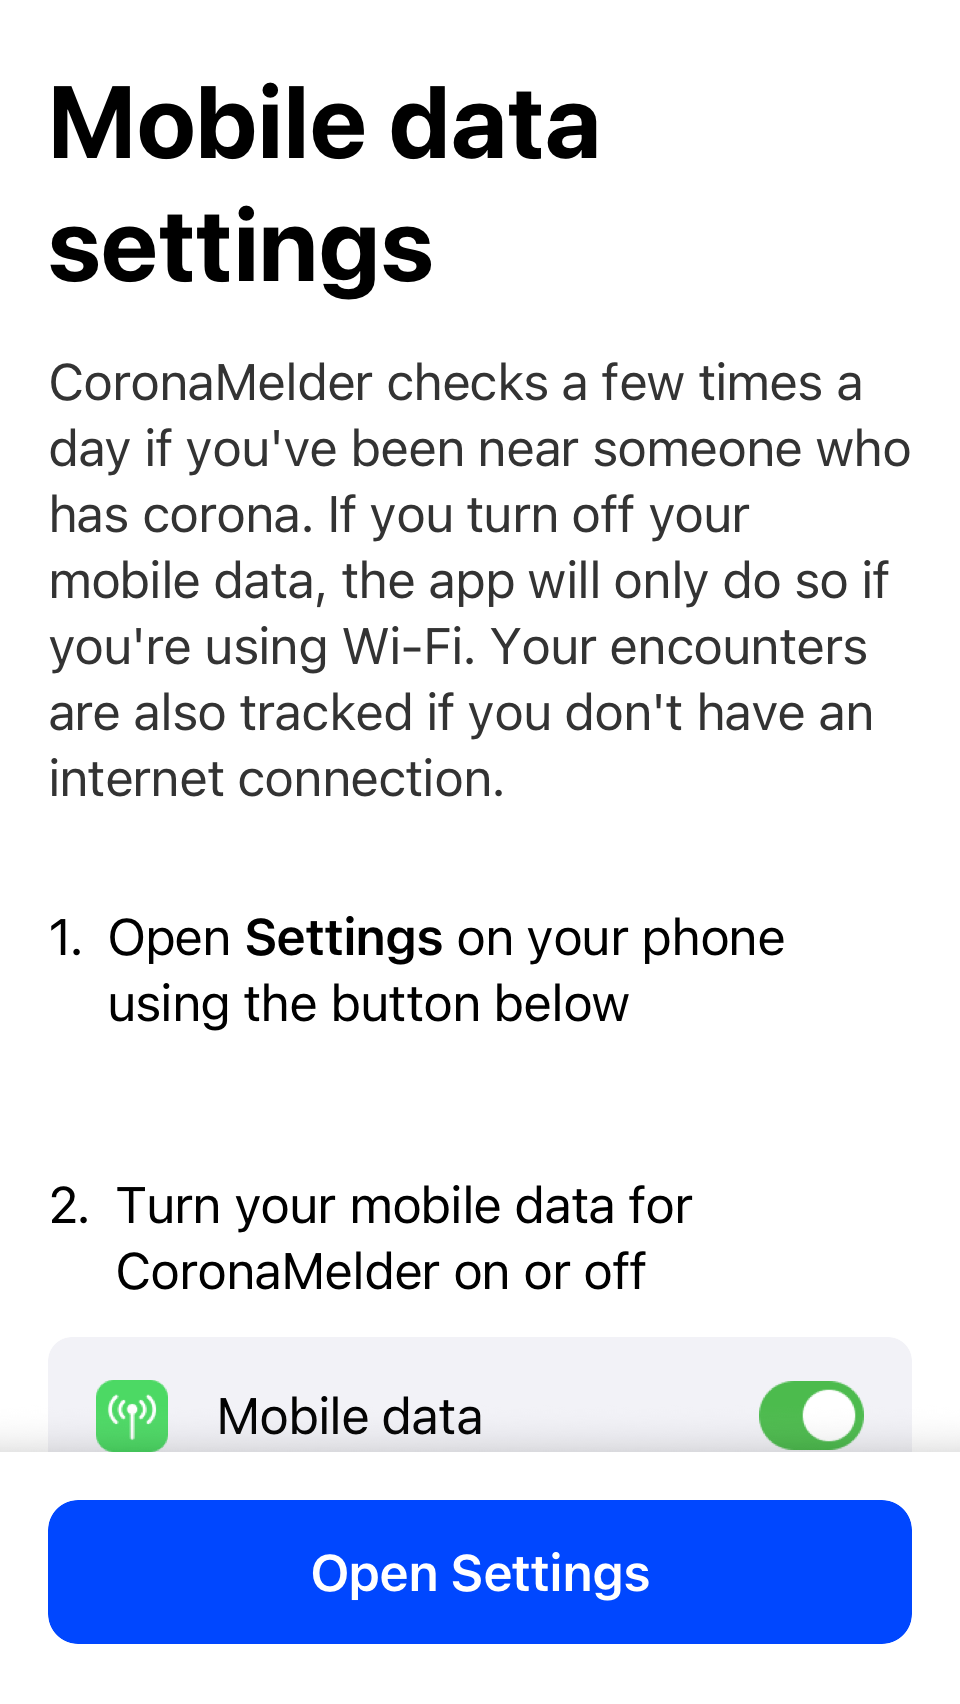 Mobile data
settings
CoronaMelder checks a few times a
day if you've been near someone who
has corona. If you turn off your
mobile data, the app will only do so if
you're using Wi-Fi. Your encounters
are also tracked if you don't have an
internet connection.
1. Open Settings on your phone
using the button below
2. Turn your mobile data for
CoronaMelder on or off
Mobile data
Open Settings